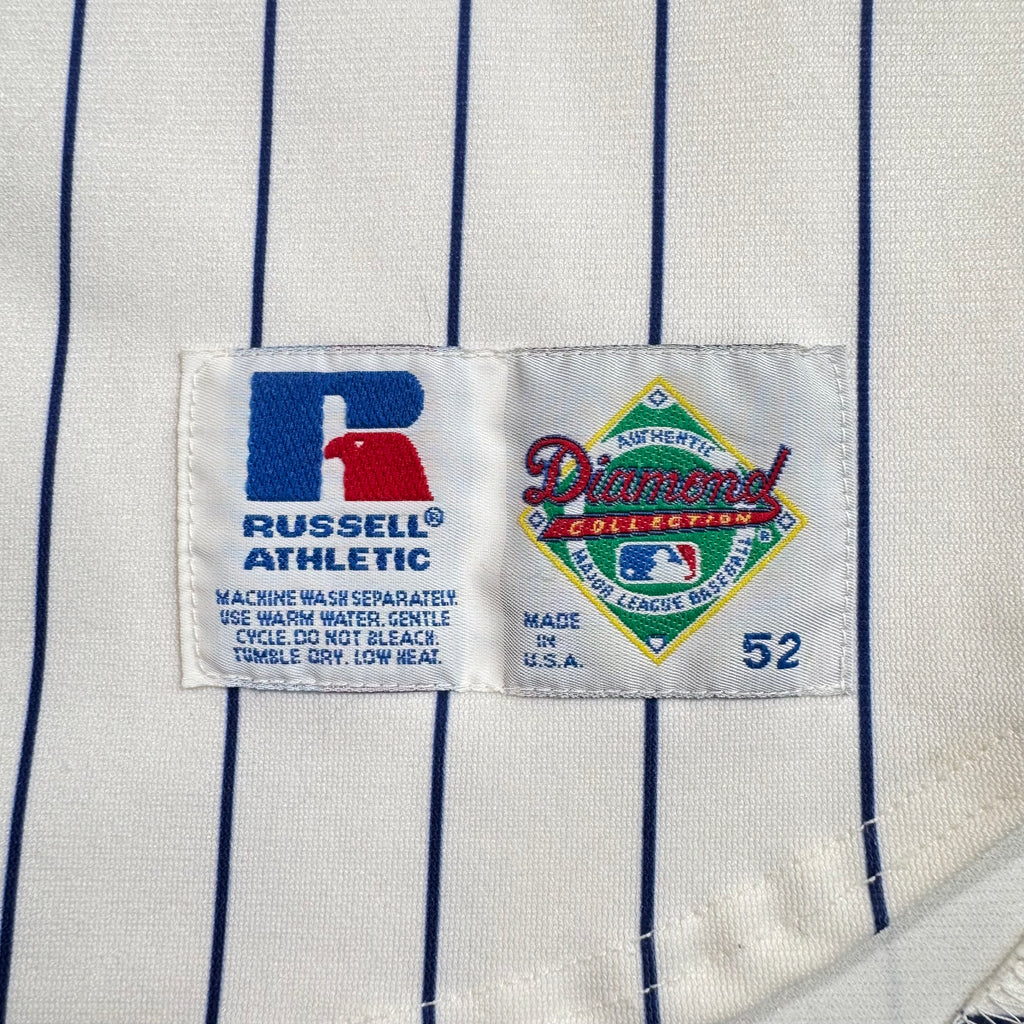 RUSSELL®
ATHLETIC
MACHINE WASH SEPARATELY.
USE WARM WATER. GENTLE
CYCLE. DO NOT BLEACH.
TUMBLE DRY. LOW HEAT.
AUTHENTIC
Diamond
COLLECTION
®
MAJOR LEAGUE BASEBALL
MADE
IN
U.S.A.
52